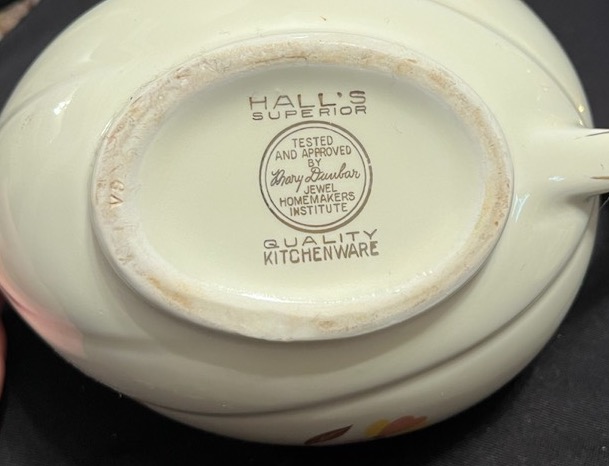 HALL'S
SUPERIOR
TESTED
AND APPROVED
BY
Mary Dunbar
JEWEL
HOMEMAKERS
INSTITUTE
QUALITY
KITCHENWARE